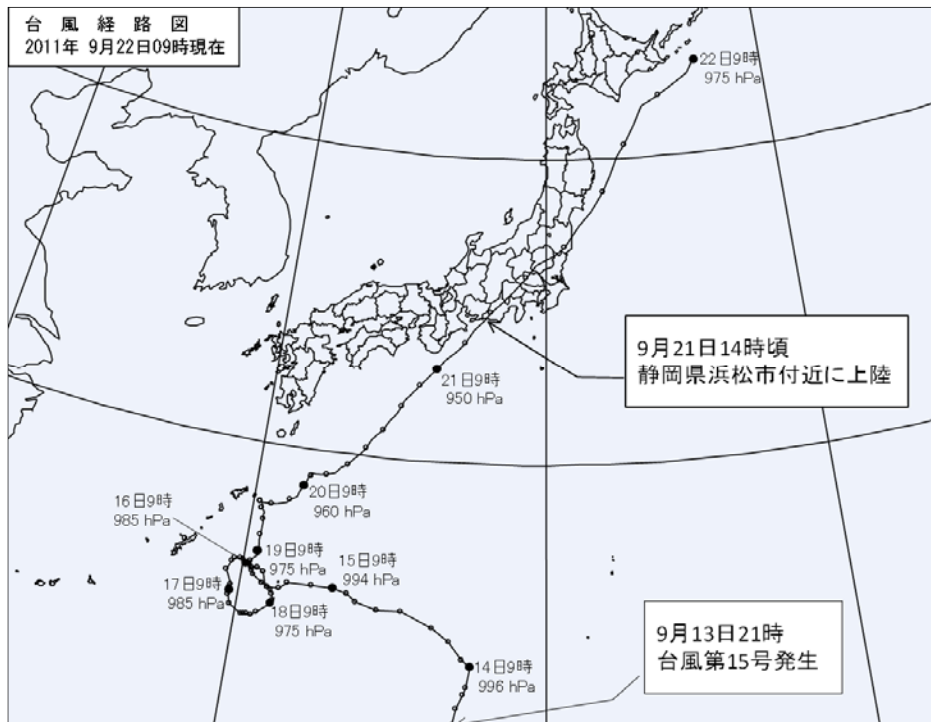 台風経路図
2011年 9月22日09時現在
22日9時
975 hPa
9月21日14時頃
静岡県浜松市付近に上陸
21日9時
950 hPa
20日9時
960 hPa
16日9時
985 hPa
19日9時
975 hPa
15日9時
994 hPa
17日9時
985 hPa
18日9時
975 hPa
9月13日21時
台風第15号発生
14日9時
996 hPa